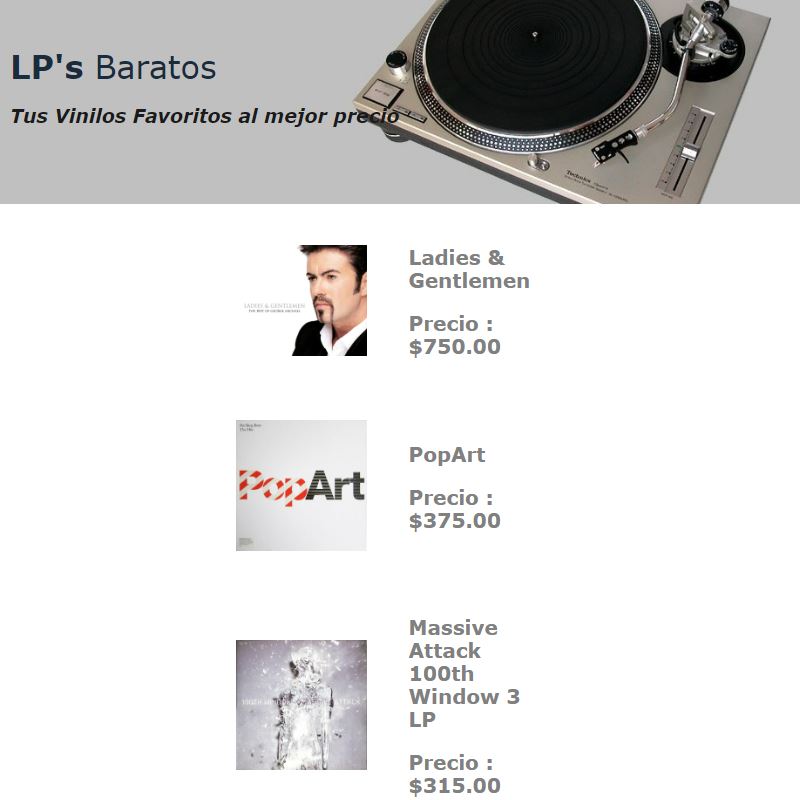 LP's Baratos
Tus Vinilos Favoritos al mejor precio
Technics
LADIES & GENTLEMEN
THE BEST OF GEORGE MICHAEL
Ladies &
Gentlemen
Precio :
$750.00
Pet Shop Boys
The Hits
PopArt
PopArt
Precio :
$375.00
Massive
Attack
100th
Window 3
LP
Precio :
$315.00